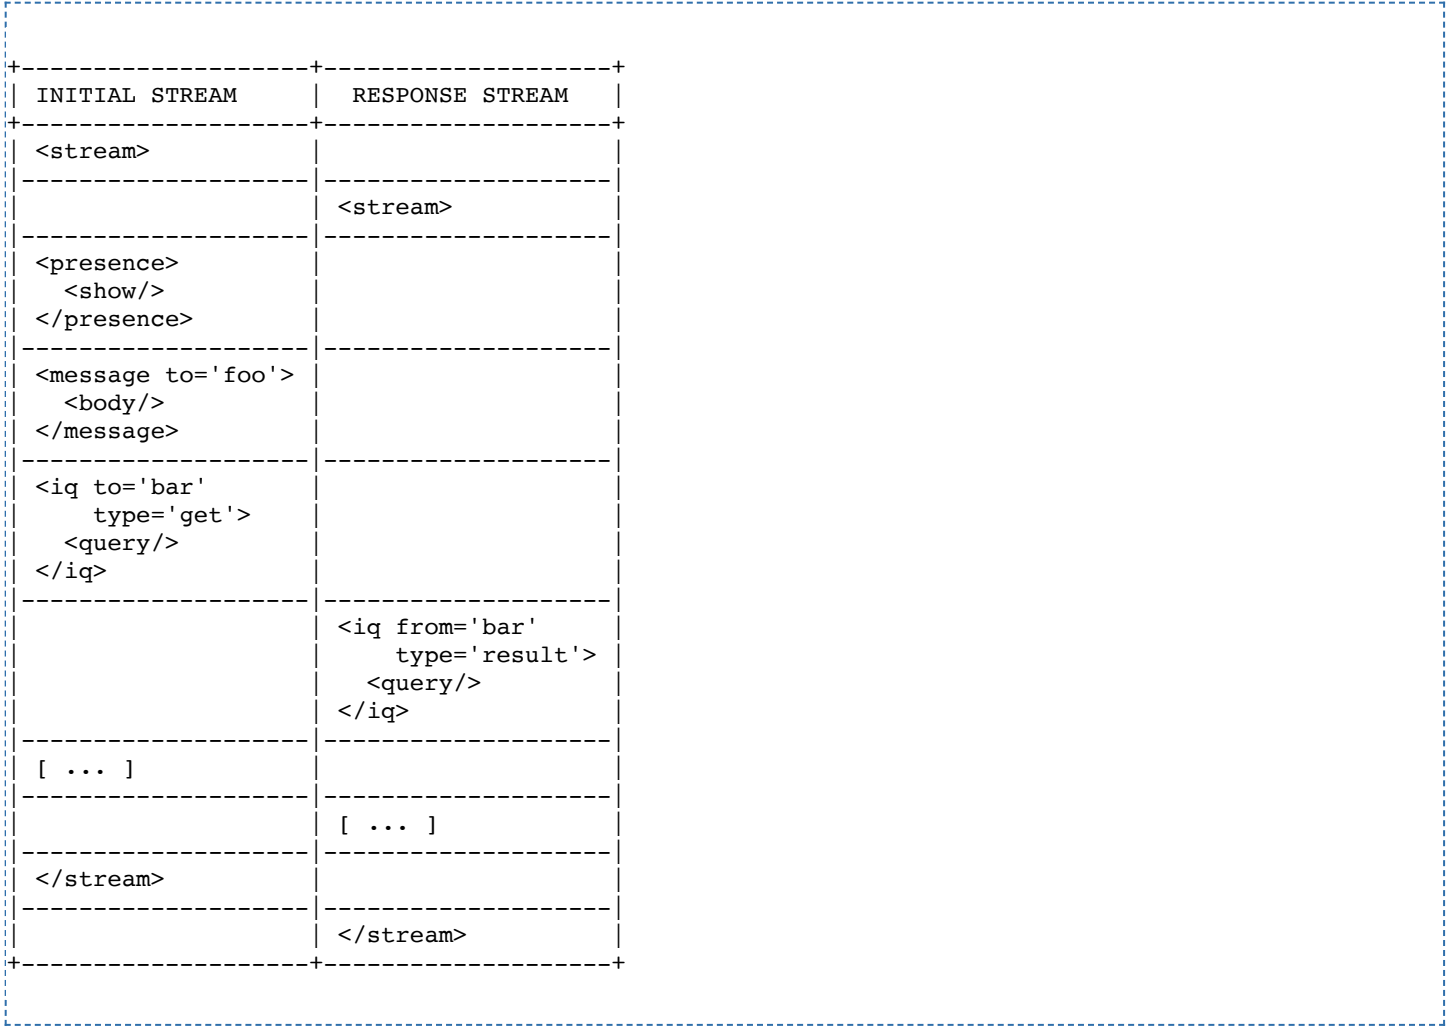 +--------------------+--------------------+
| INITIAL STREAM     |  RESPONSE STREAM   |
+--------------------+--------------------+
| <stream>           |                    |
|--------------------|--------------------|
|                    | <stream>           |
|--------------------|--------------------|
| <presence>         |                    |
|   <show/>          |                    |
| </presence>        |                    |
|--------------------|--------------------|
| <message to='foo'> |                    |
|   <body/>          |                    |
| </message>         |                    |
|--------------------|--------------------|
| <iq to='bar'       |                    |
|     type='get'>    |                    |
|   <query/>         |                    |
| </iq>              |                    |
|--------------------|--------------------|
|                    | <iq from='bar'     |
|                    |     type='result'> |
|                    |   <query/>         |
|                    | </iq>              |
|--------------------|--------------------|
| [ ... ]            |                    |
|--------------------|--------------------|
|                    | [ ... ]            |
|--------------------|--------------------|
| </stream>          |                    |
|--------------------|--------------------|
|                    | </stream>          |
+--------------------+--------------------+